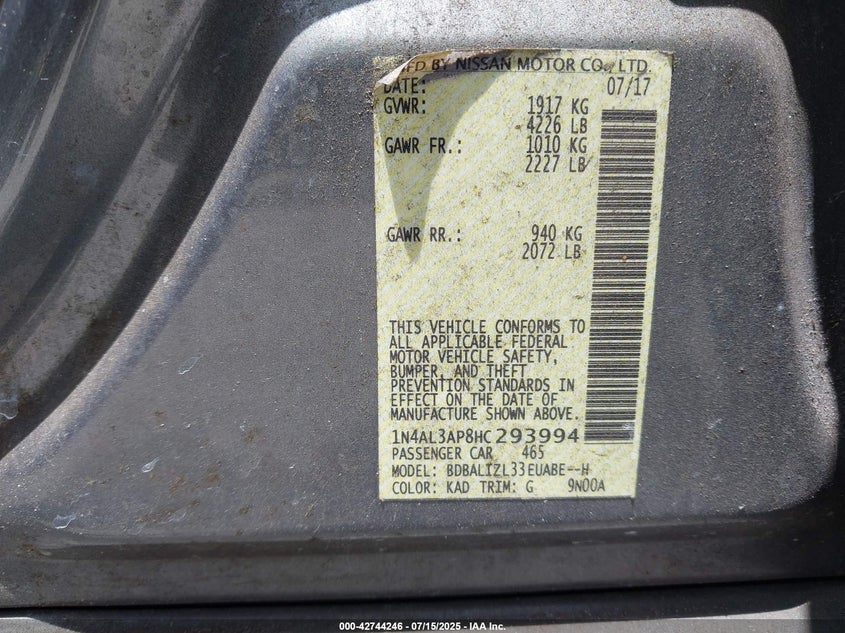 MFD BY NISSAN MOTOR CO., LTD.
DATE: 07/17
GVWR: 1917 KG
4226 LB
GAWR FR.: 1010 KG
2227 LB
GAWR RR.: 940 KG
2072 LB
THIS VEHICLE CONFORMS TO
ALL APPLICABLE FEDERAL
MOTOR VEHICLE SAFETY,
BUMPER, AND THEFT
PREVENTION STANDARDS IN
EFFECT ON THE DATE OF
MANUFACTURE SHOWN ABOVE.
1N4AL3AP8HC293994
PASSENGER CAR 465
MODEL: BDBALIZL33EUABE--H
COLOR: KAD TRIM: G 9N00A
000-42744246 - 07/15/2025 - IAA Inc.